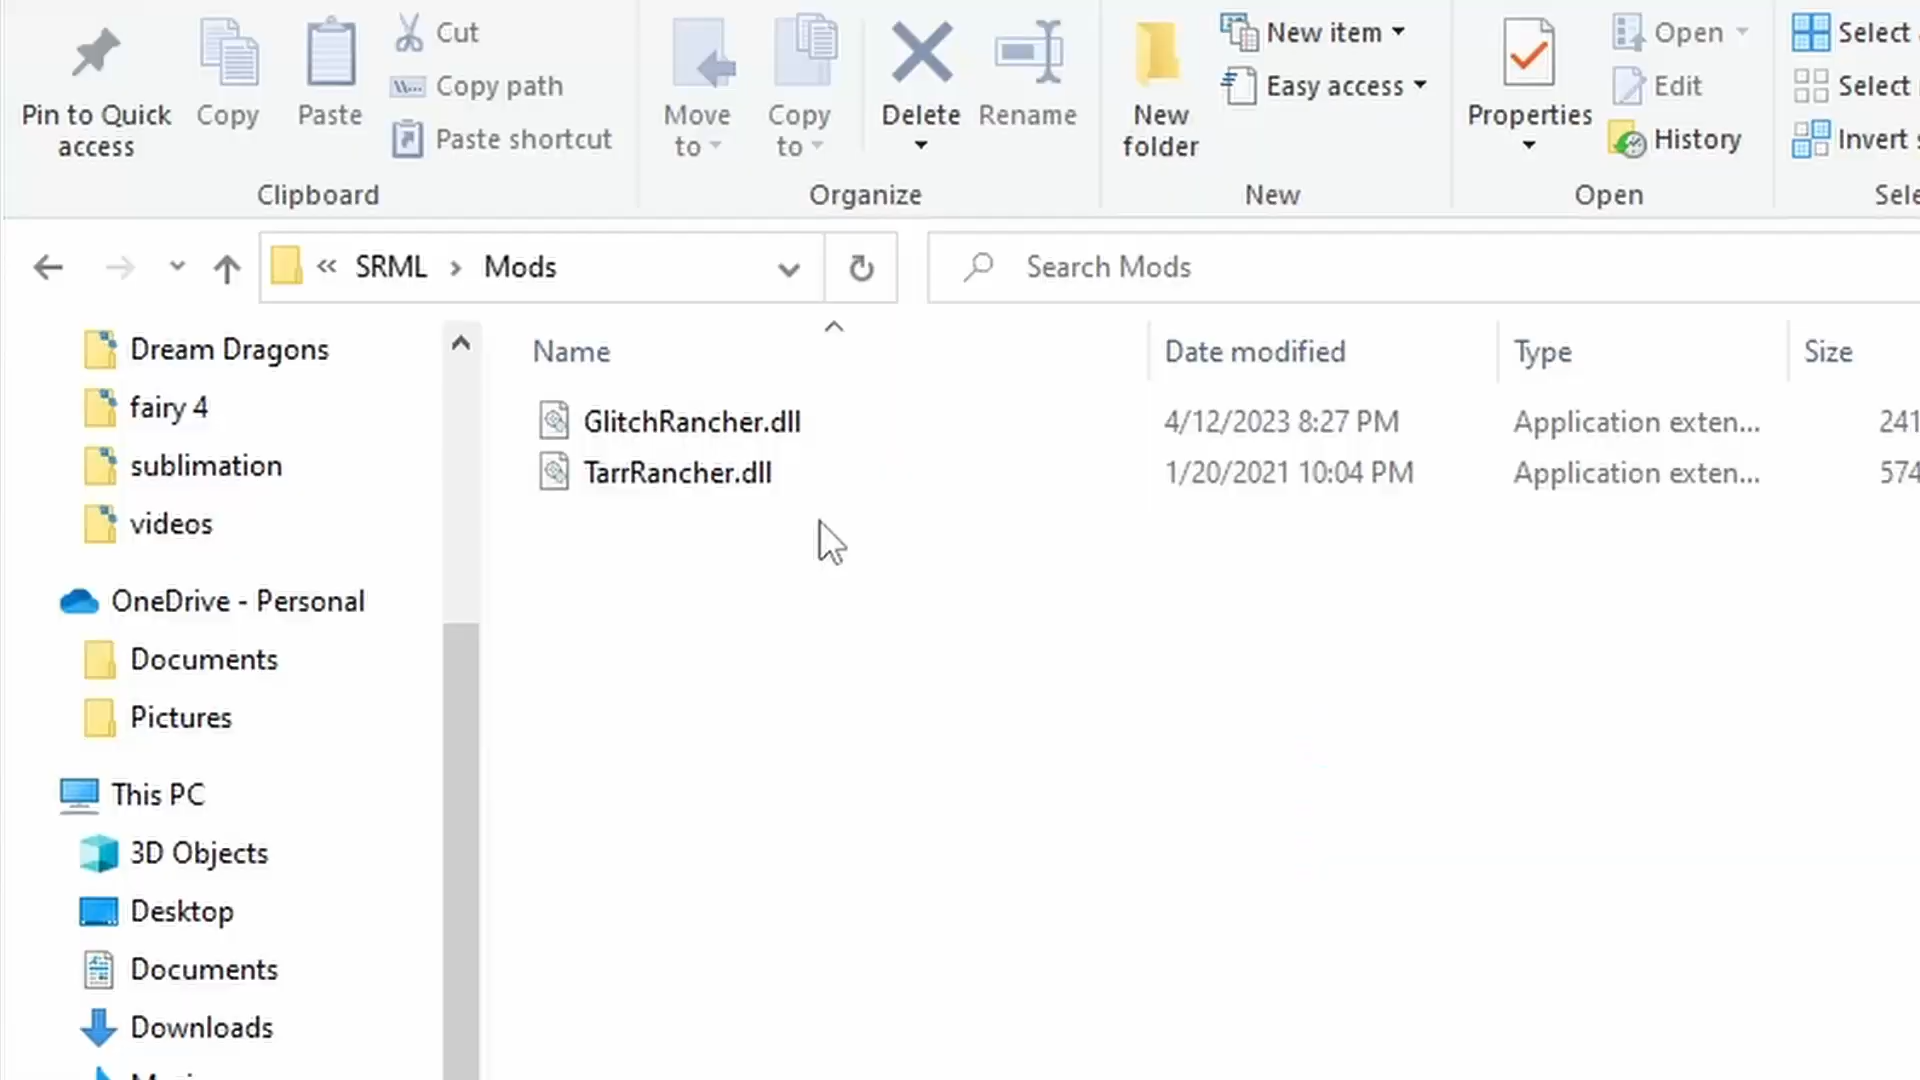 Pin to Quick access
Copy
Paste
Cut
Copy path
Paste shortcut
Clipboard
Move to
Copy to
Delete
Rename
Organize
New folder
New item
Easy access
New
Properties
Open
Edit
History
Open
Select
Select
Invert
SRML > Mods
Search Mods
Name
Date modified
Type
Size
GlitchRancher.dll 4/12/2023 8:27 PM Application exten... 241
TarrRancher.dll 1/20/2021 10:04 PM Application exten... 574
Dream Dragons
fairy 4
sublimation
videos
OneDrive - Personal
Documents
Pictures
This PC
3D Objects
Desktop
Documents
Downloads